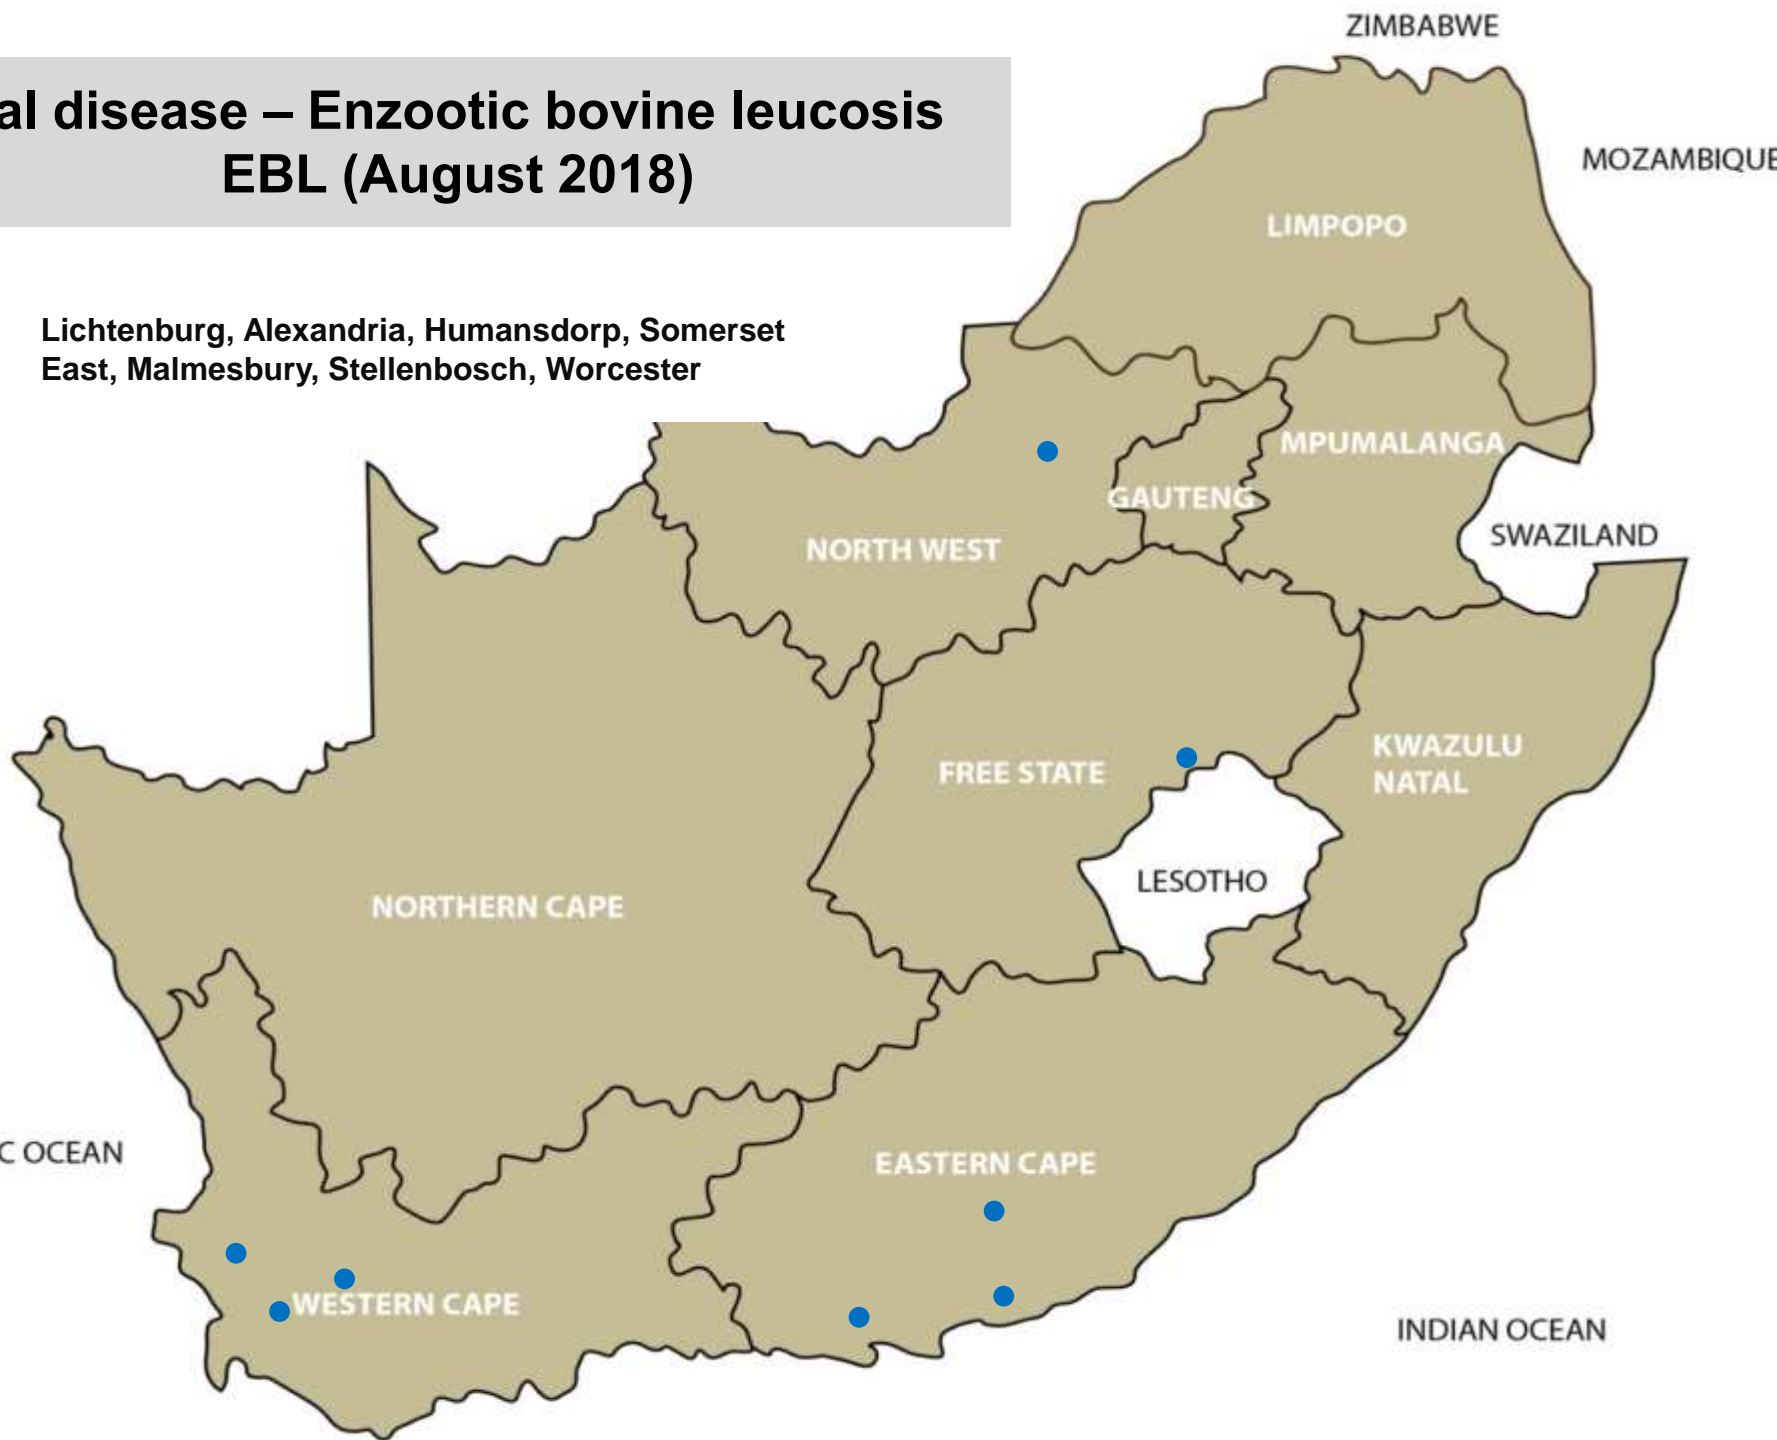 al disease – Enzootic bovine leucosis
EBL (August 2018)
ZIMBABWE
MOZAMBIQUE
LIMPOPO
Lichtenburg, Alexandria, Humansdorp, Somerset
East, Malmesbury, Stellenbosch, Worcester
MPUMALANGA
GAUTENG
SWAZILAND
NORTH WEST
KWAZULU
NATAL
FREE STATE
LESOTHO
NORTHERN CAPE
C OCEAN
EASTERN CAPE
WESTERN CAPE
INDIAN OCEAN